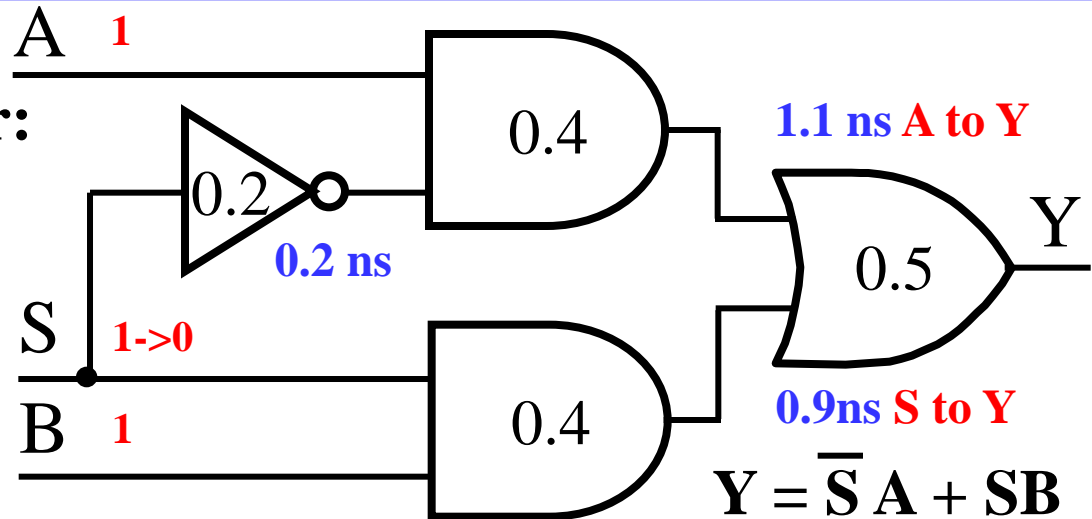 A 1
r:
0.4
1.1 ns A to Y
0.2
0.2 ns
Y
0.5
S 1->0
B 1
0.4
0.9ns S to Y
Y = S̅ A + SB